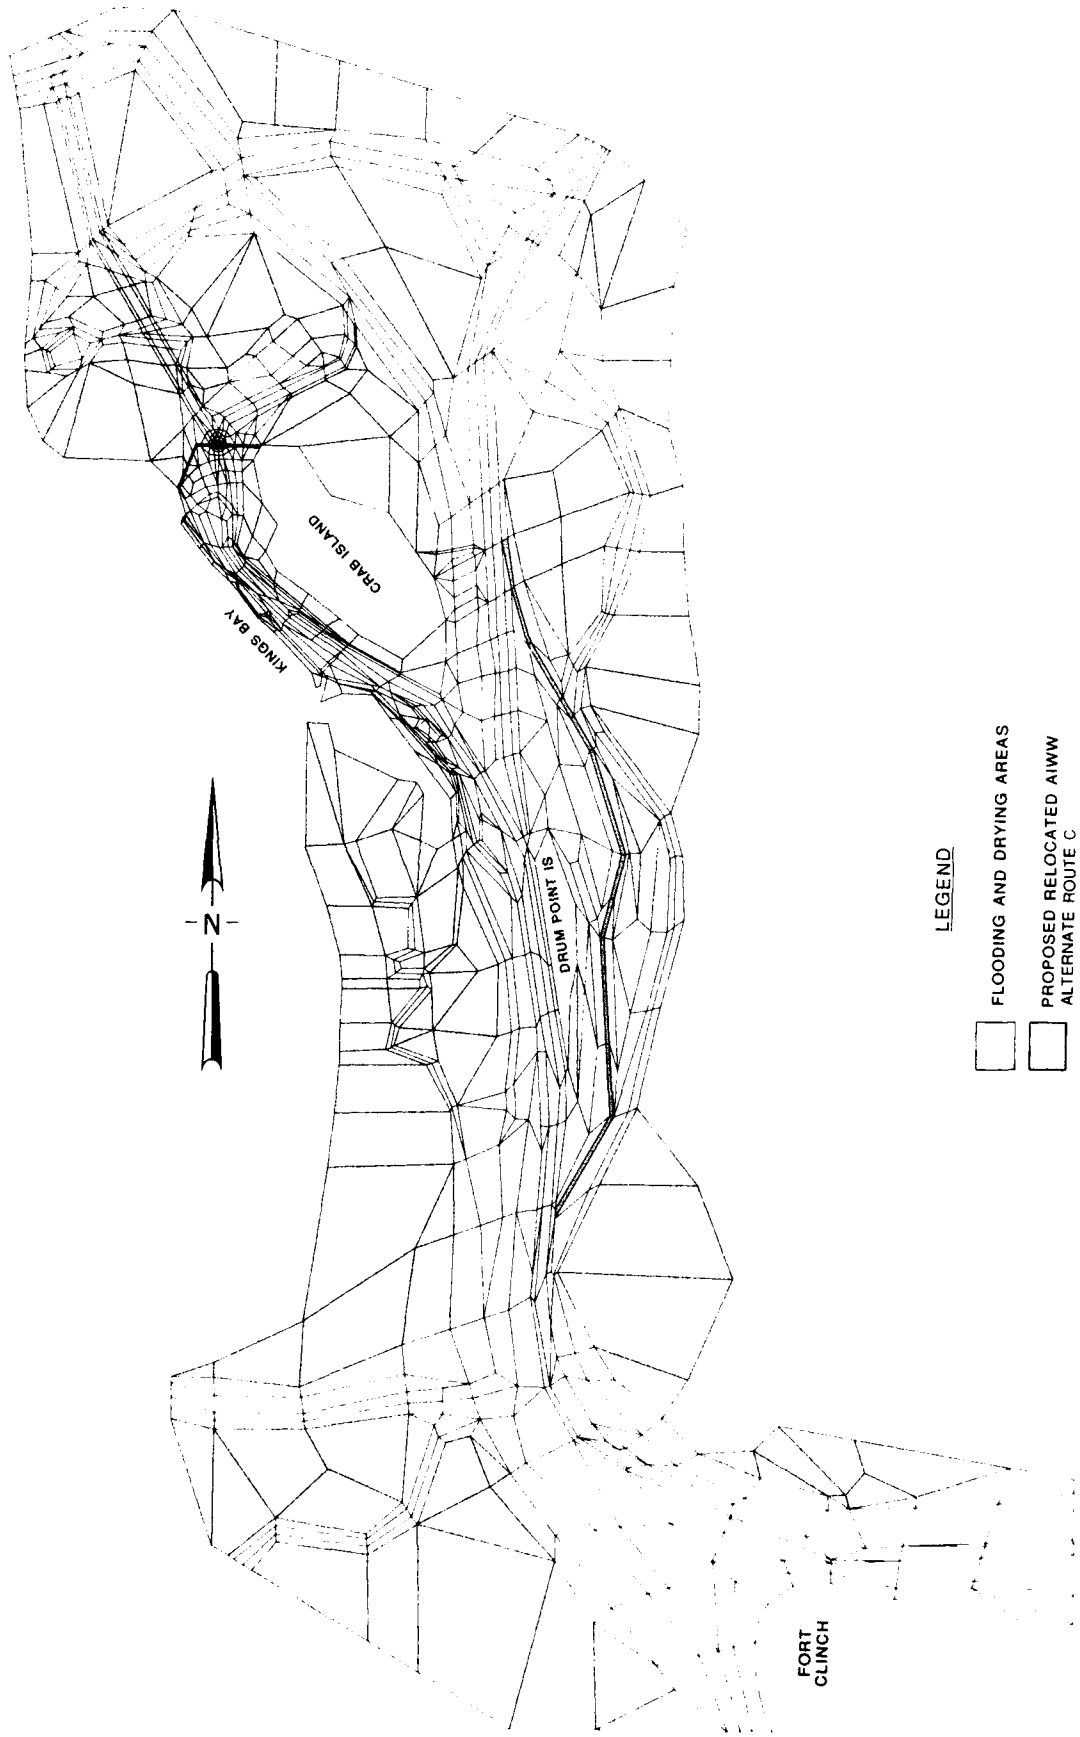 CRAB ISLAND
KINGS BAY
N
DRUM POINT IS
LEGEND
FLOODING AND DRYING AREAS
PROPOSED RELOCATED AIWW
ALTERNATE ROUTE C
FORT
CLINCH